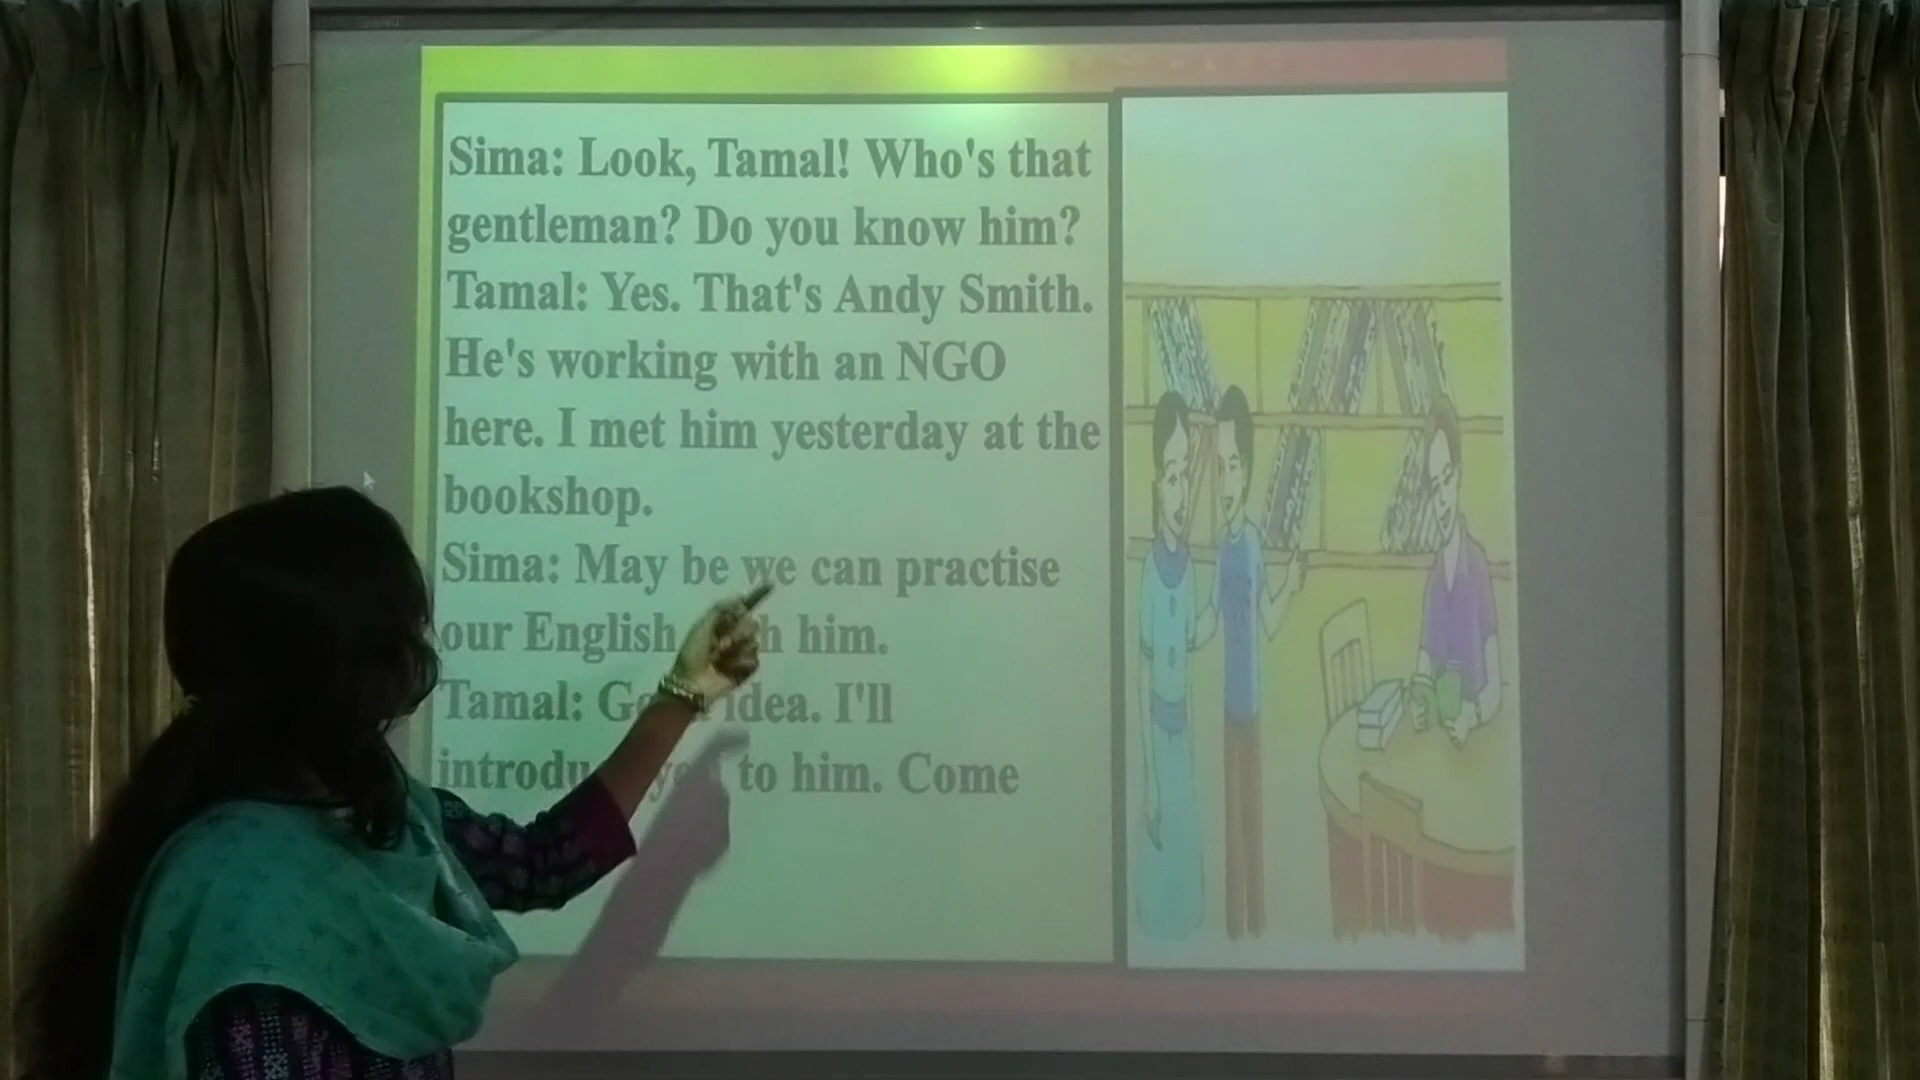 Sima: Look, Tamal! Who's that
gentleman? Do you know him?
Tamal: Yes. That's Andy Smith.
He's working with an NGO
here. I met him yesterday at the
bookshop.
Sima: May be we can practise
our English him.
Tamal: idea. I'll
to him. Come